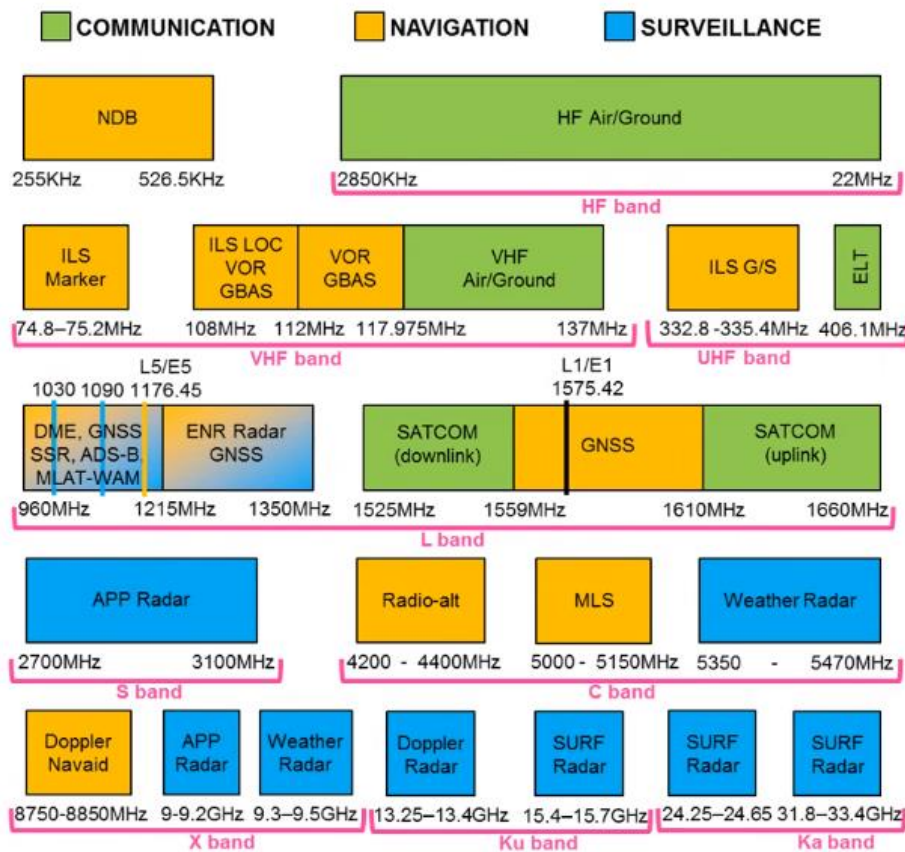 COMMUNICATION NAVIGATION SURVEILLANCE
NDB
HF Air/Ground
255KHz 526.5KHz 2850KHz 22MHz
HF band
ILS
Marker
ILS LOC
VOR
GBAS
VOR
GBAS
VHF
Air/Ground
ILS G/S
ELT
74.8–75.2MHz 108MHz 112MHz 117.975MHz 137MHz 332.8 -335.4MHz 406.1MHz
VHF band UHF band
L5/E5 L1/E1
1030 1090 1176.45 1575.42
DME, GNSS
SSR, ADS-B,
MLAT-WAM
ENR Radar
GNSS
SATCOM
(downlink)
GNSS
SATCOM
(uplink)
960MHz 1215MHz 1350MHz 1525MHz 1559MHz 1610MHz 1660MHz
L band
APP Radar Radio-alt MLS Weather Radar
2700MHz 3100MHz 4200 - 4400MHz 5000 - 5150MHz 5350 - 5470MHz
S band C band
Doppler
Navaid
APP
Radar
Weather
Radar
Doppler
Radar
SURF
Radar
SURF
Radar
SURF
Radar
8750-8850MHz 9-9.2GHz 9.3–9.5GHz 13.25–13.4GHz 15.4–15.7GHz 24.25–24.65 31.8–33.4GHz
X band Ku band Ka band